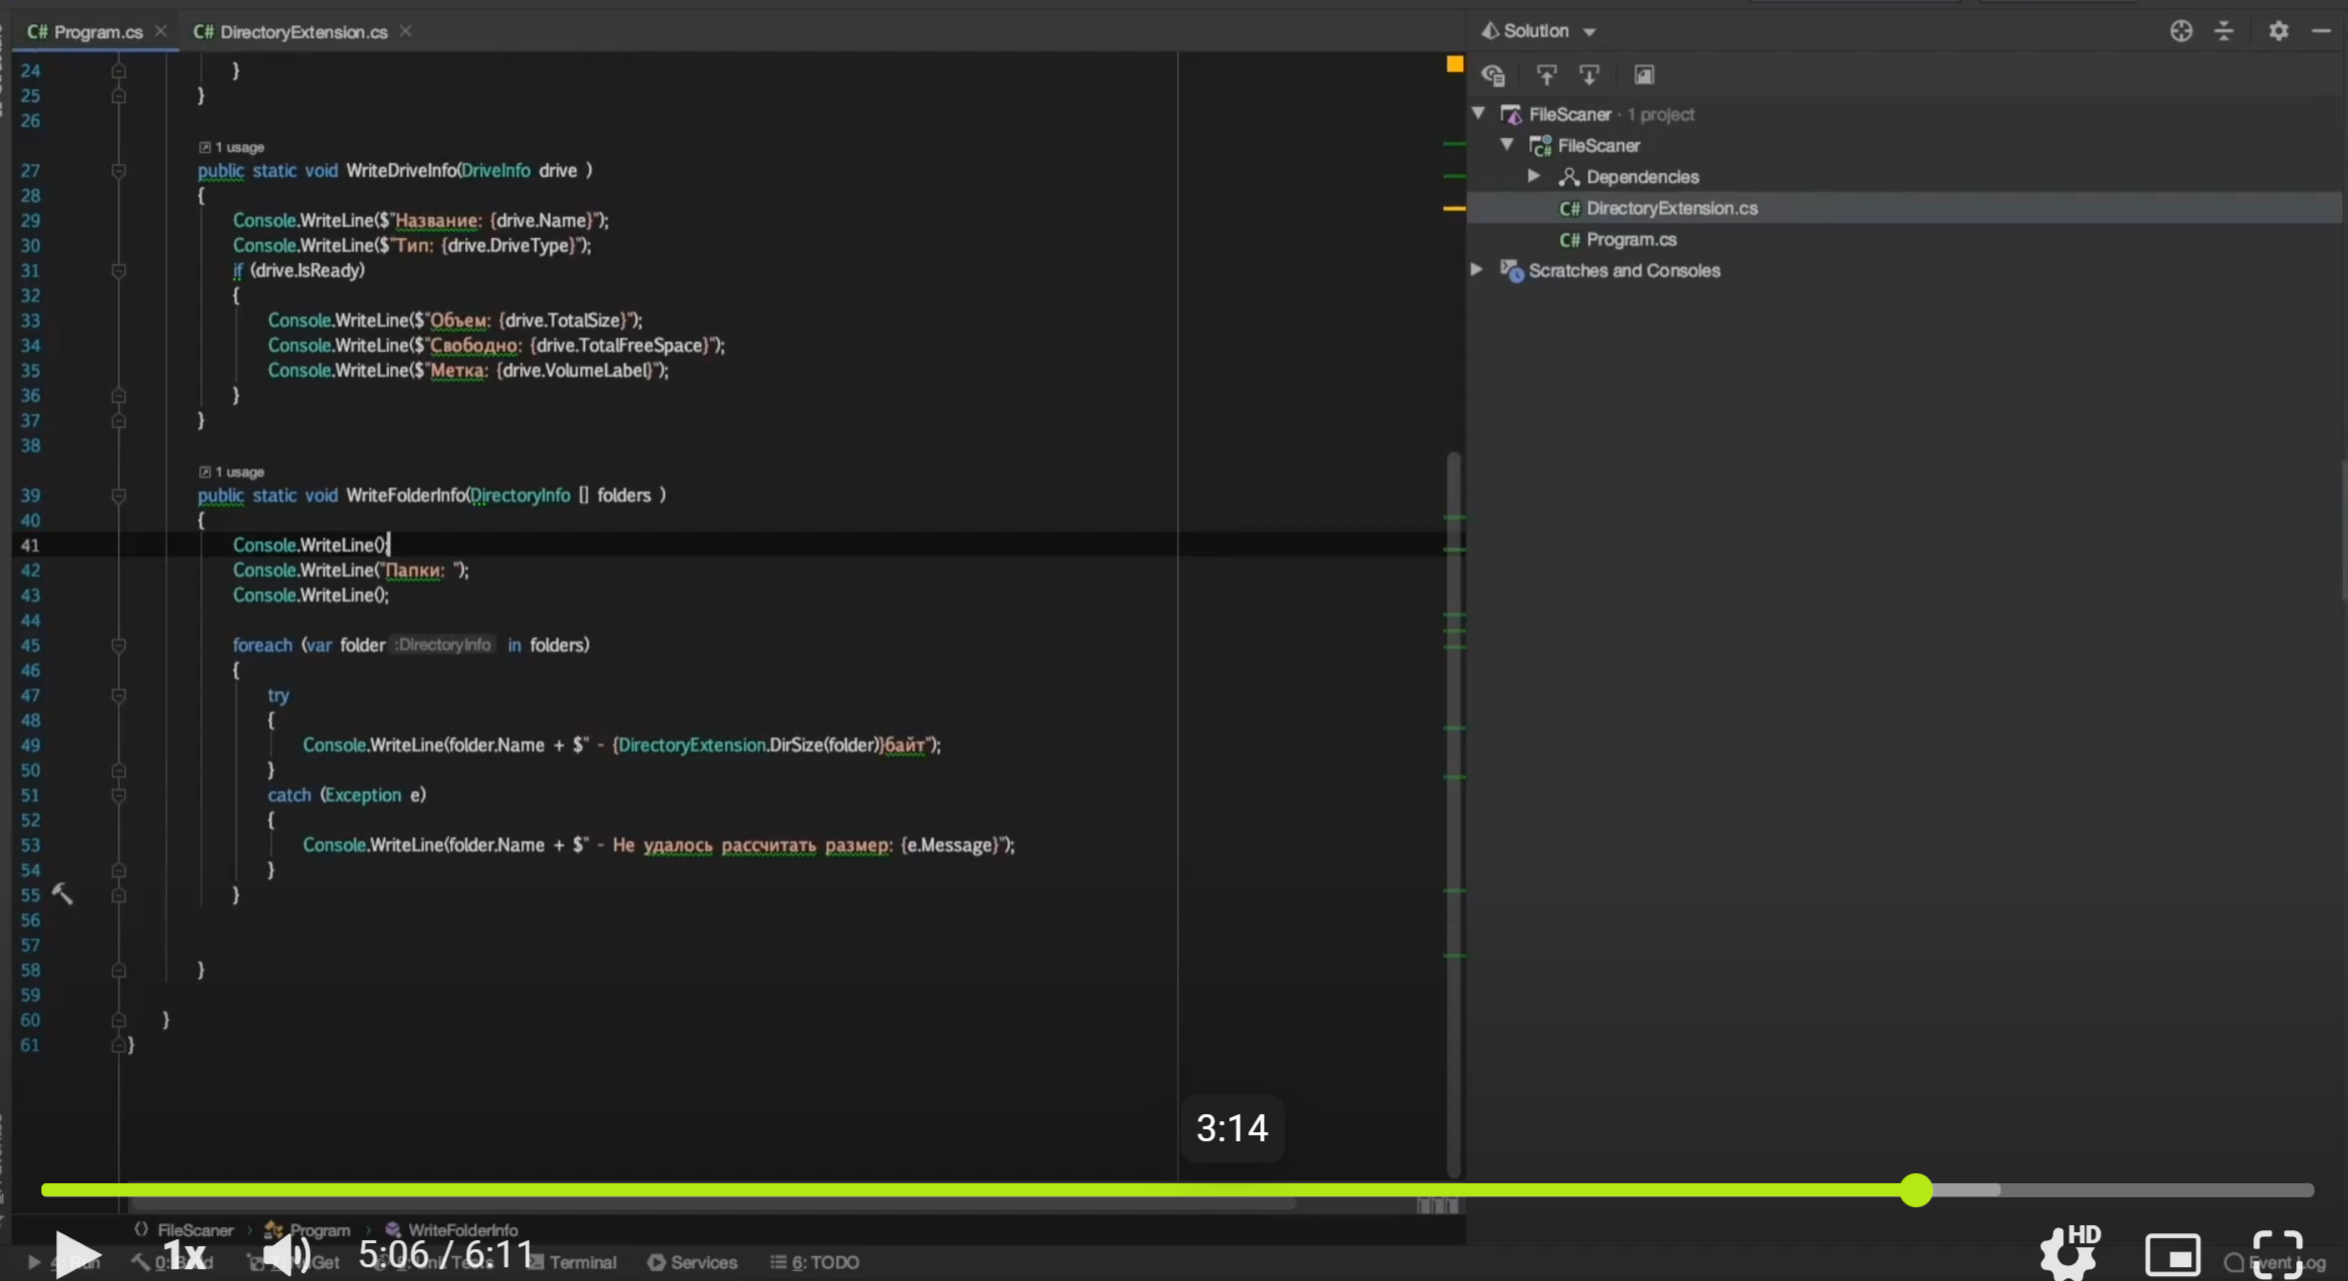 C# Program.cs
C# DirectoryExtension.cs
24 }
25 }
26
1 usage
27 public static void WriteDriveInfo(DriveInfo drive )
28 {
29 Console.WriteLine($"Название: {drive.Name}");
30 Console.WriteLine($"Тип: {drive.DriveType}");
31 if (drive.IsReady)
32 {
33 Console.WriteLine($"Объем: {drive.TotalSize}");
34 Console.WriteLine($"Свободно: {drive.TotalFreeSpace}");
35 Console.WriteLine($"Метка: {drive.VolumeLabel}");
36 }
37 }
38
1 usage
39 public static void WriteFolderInfo(DirectoryInfo [] folders )
40 {
41 Console.WriteLine();
42 Console.WriteLine("Папки: ");
43 Console.WriteLine();
44
45 foreach (var folder :DirectoryInfo in folders)
46 {
47 try
48 {
49 Console.WriteLine(folder.Name + $" - {DirectoryExtension.DirSize(folder)}байт");
50 }
51 catch (Exception e)
52 {
53 Console.WriteLine(folder.Name + $" - Не удалось рассчитать размер: {e.Message}");
54 }
55 }
56
57
58 }
59
60 }
61 }
Solution
FileScaner · 1 project
FileScaner
Dependencies
C# DirectoryExtension.cs
C# Program.cs
Scratches and Consoles
3:14
FileScaner › Program › WriteFolderInfo
1x
5:06 / 6:11
Terminal
Services
6: TODO
HD
Event Log